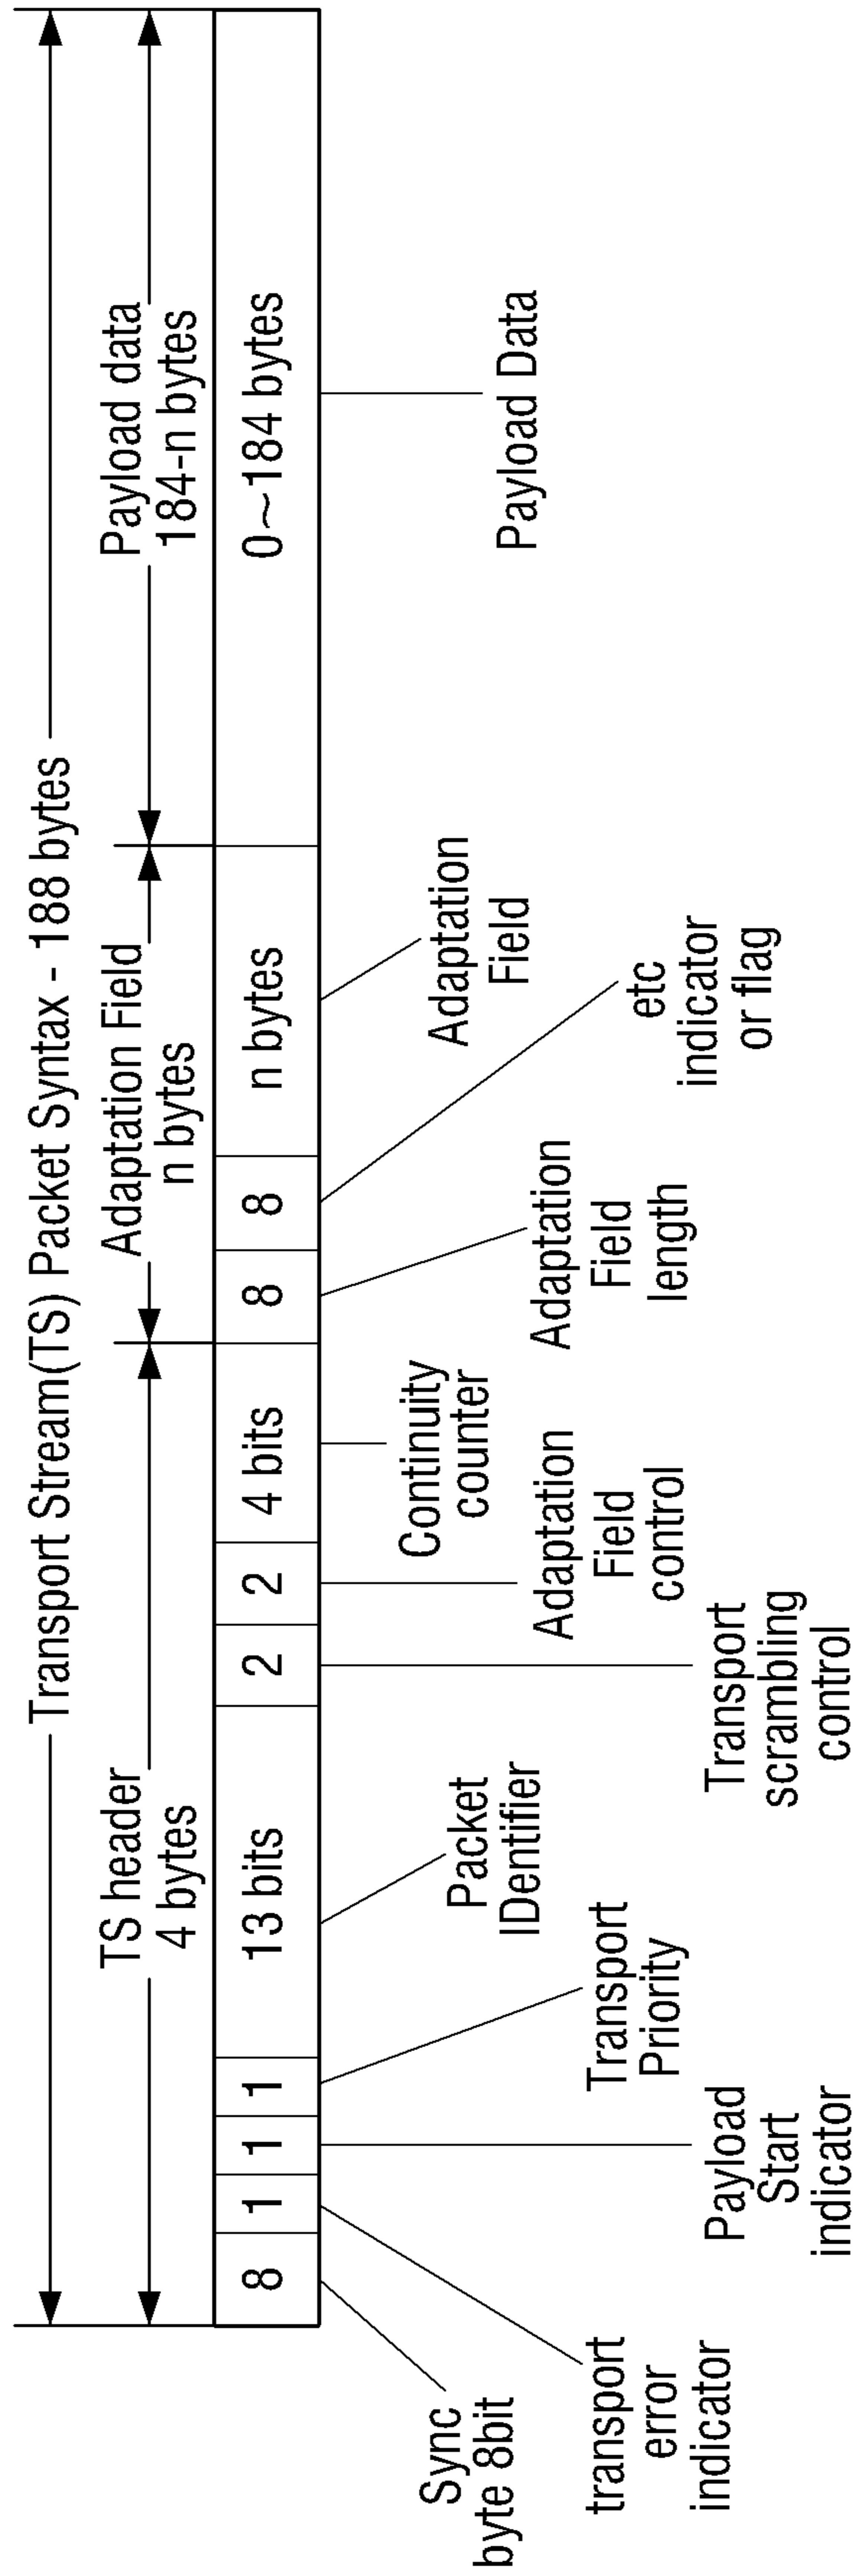 Transport Stream(TS) Packet Syntax - 188 bytes
TS header
4 bytes
Adaptation Field
n bytes
Payload data
184-n bytes
8
1
1
1
13 bits
2
2
4 bits
8
8
n bytes
0~184 bytes
Sync
byte 8bit
transport
error
indicator
Payload
Start
indicator
Transport
Priority
Packet
IDentifier
Transport
scrambling
control
Adaptation
Field
control
Continuity
counter
Adaptation
Field
length
etc
indicator
or flag
Adaptation
Field
Payload Data